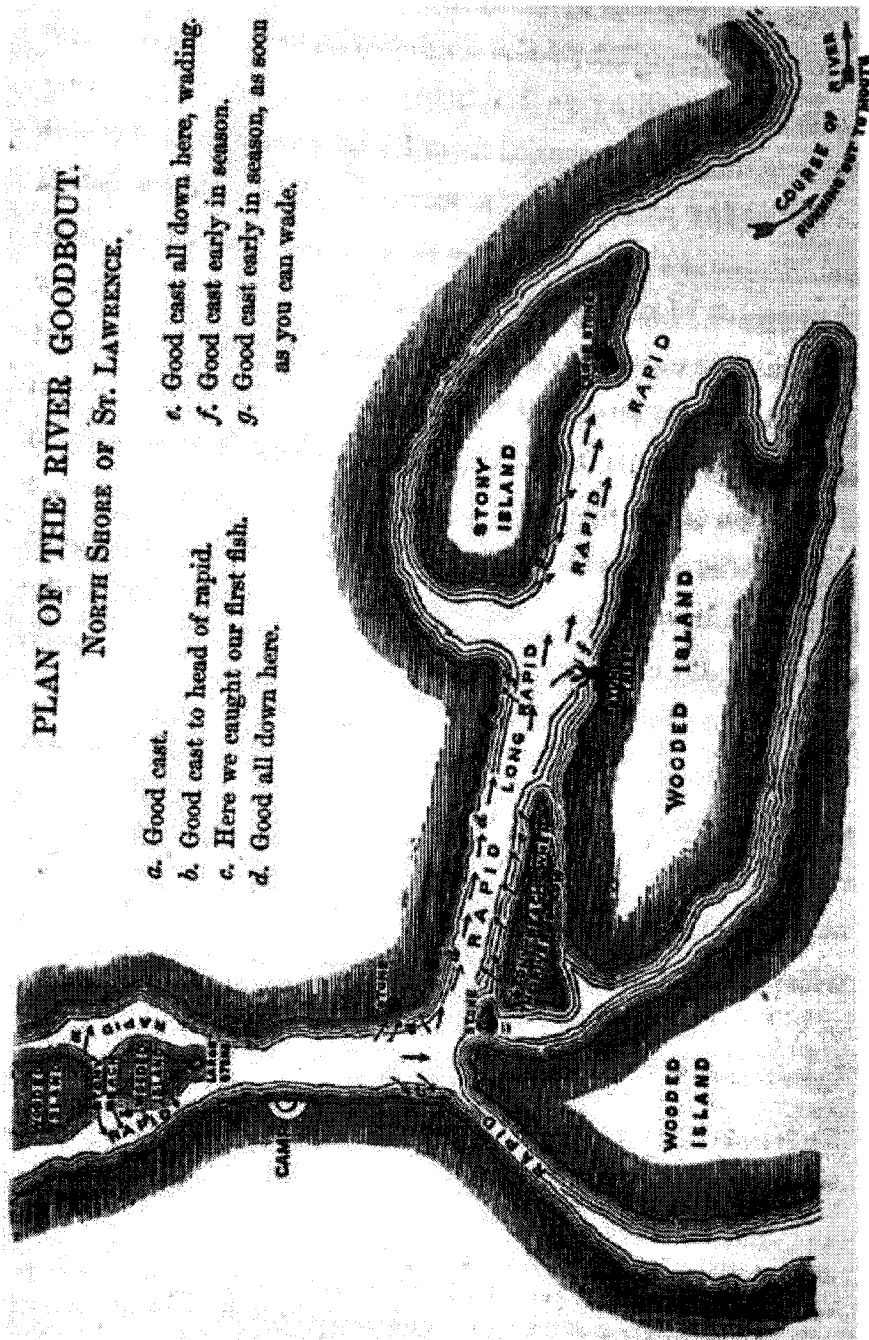 PLAN OF THE RIVER GOODBOUT.
NORTH SHORE OF ST. LAWRENCE.
a. Good cast.
b. Good cast to head of rapid.
c. Here we caught our first fish.
d. Good all down here.
e. Good cast all down here, wading.
f. Good cast early in season.
g. Good cast early in season, as soon
as you can wade.
RAPID
LARGE
STONE
CAMP
STONE
RAPID
RAPID
LONG RAPID
STONY
ISLAND
RAPID
RAPID
WOODED ISLAND
WOODED
ISLAND
COURSE OF RIVER